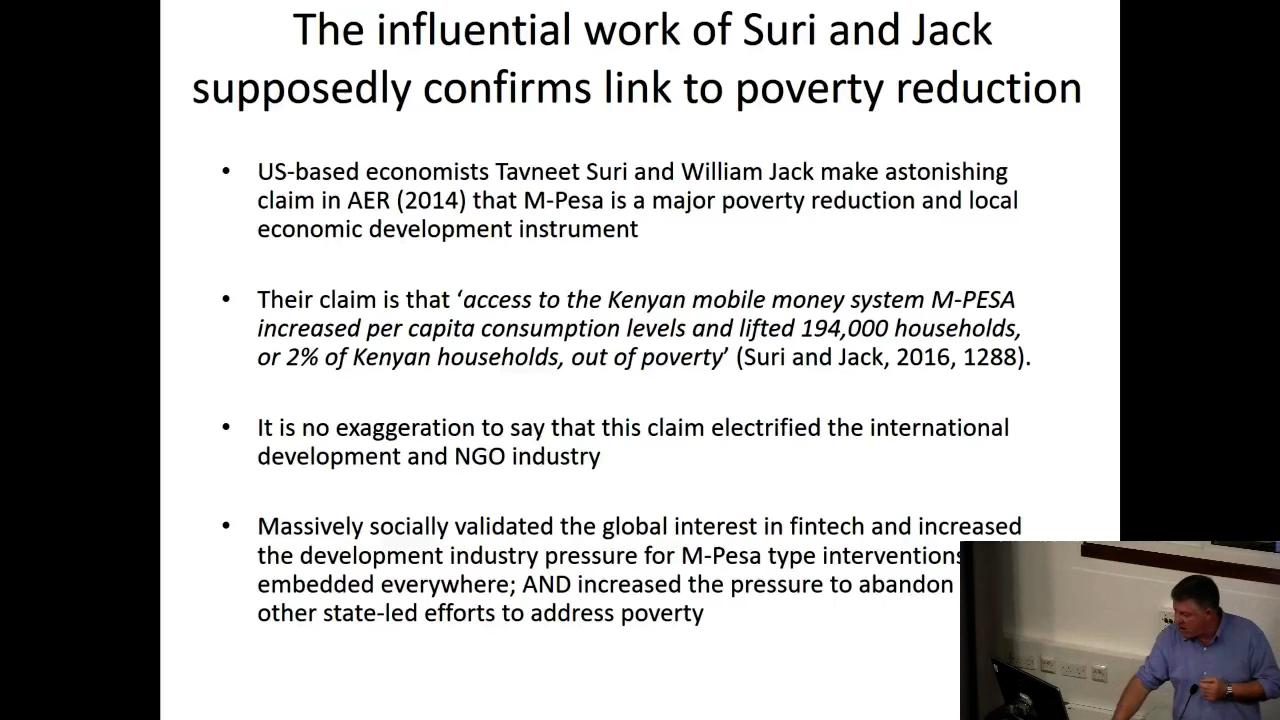 The influential work of Suri and Jack
supposedly confirms link to poverty reduction
• US-based economists Tavneet Suri and William Jack make astonishing
claim in AER (2014) that M-Pesa is a major poverty reduction and local
economic development instrument
• Their claim is that ‘access to the Kenyan mobile money system M-PESA
increased per capita consumption levels and lifted 194,000 households,
or 2% of Kenyan households, out of poverty’ (Suri and Jack, 2016, 1288).
• It is no exaggeration to say that this claim electrified the international
development and NGO industry
• Massively socially validated the global interest in fintech and increased
the development industry pressure for M-Pesa type interventions
embedded everywhere; AND increased the pressure to abandon
other state-led efforts to address poverty